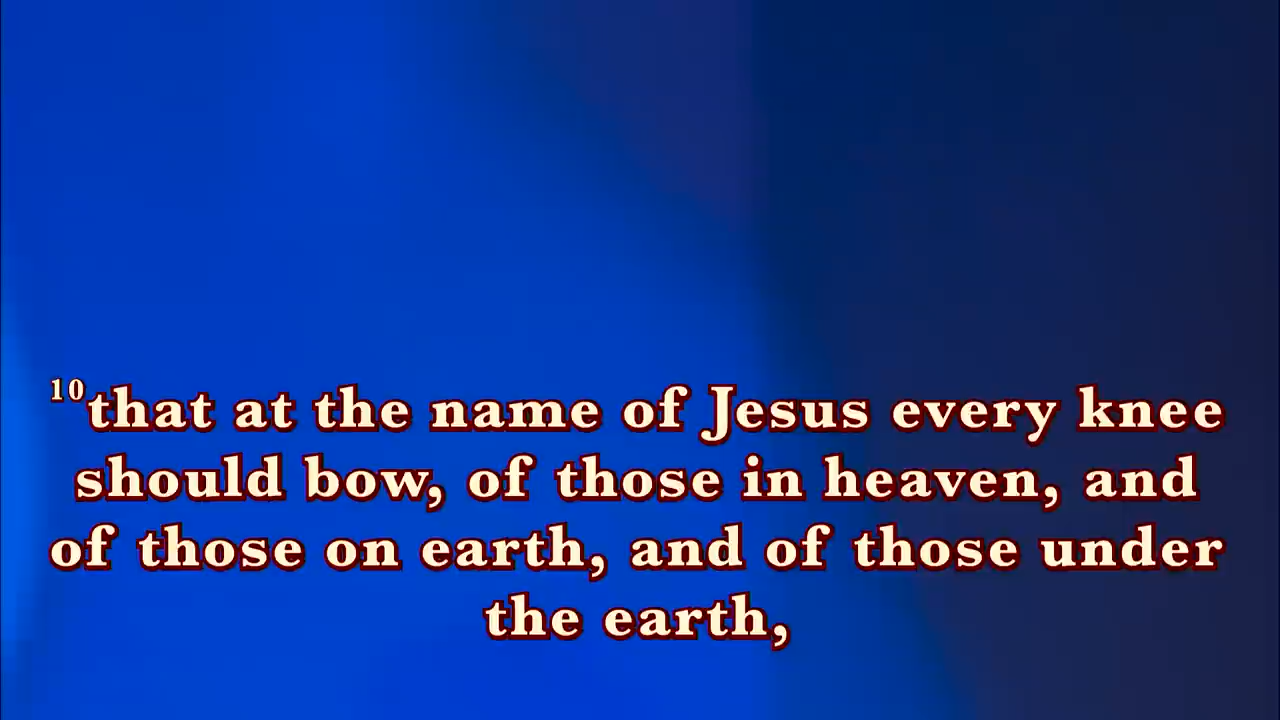 ¹⁰that at the name of Jesus every knee
should bow, of those in heaven, and
of those on earth, and of those under
the earth,